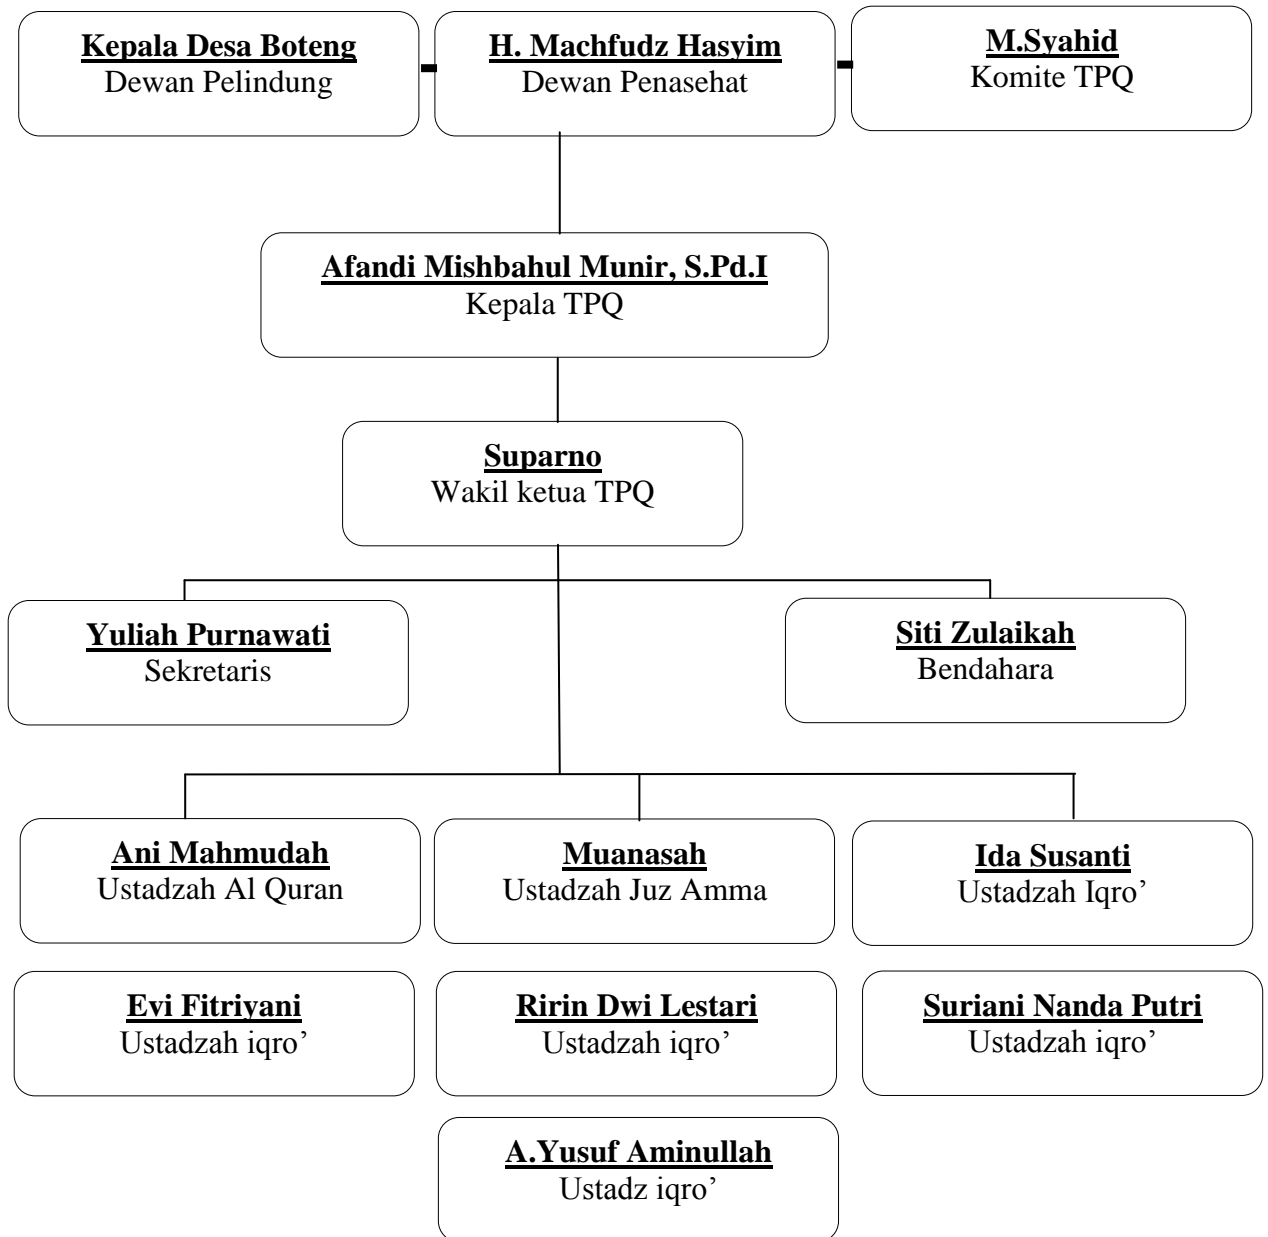 Kepala Desa Boteng
Dewan Pelindung
H. Machfudz Hasyim
Dewan Penasehat
M.Syahid
Komite TPQ
Afandi Mishbahul Munir, S.Pd.I
Kepala TPQ
Suparno
Wakil ketua TPQ
Yuliah Purnawati
Sekretaris
Siti Zulaikah
Bendahara
Ani Mahmudah
Ustadzah Al Quran
Muanasah
Ustadzah Juz Amma
Ida Susanti
Ustadzah Iqro’
Evi Fitriyani
Ustadzah iqro’
Ririn Dwi Lestari
Ustadzah iqro’
Suriani Nanda Putri
Ustadzah iqro’
A.Yusuf Aminullah
Ustadz iqro’